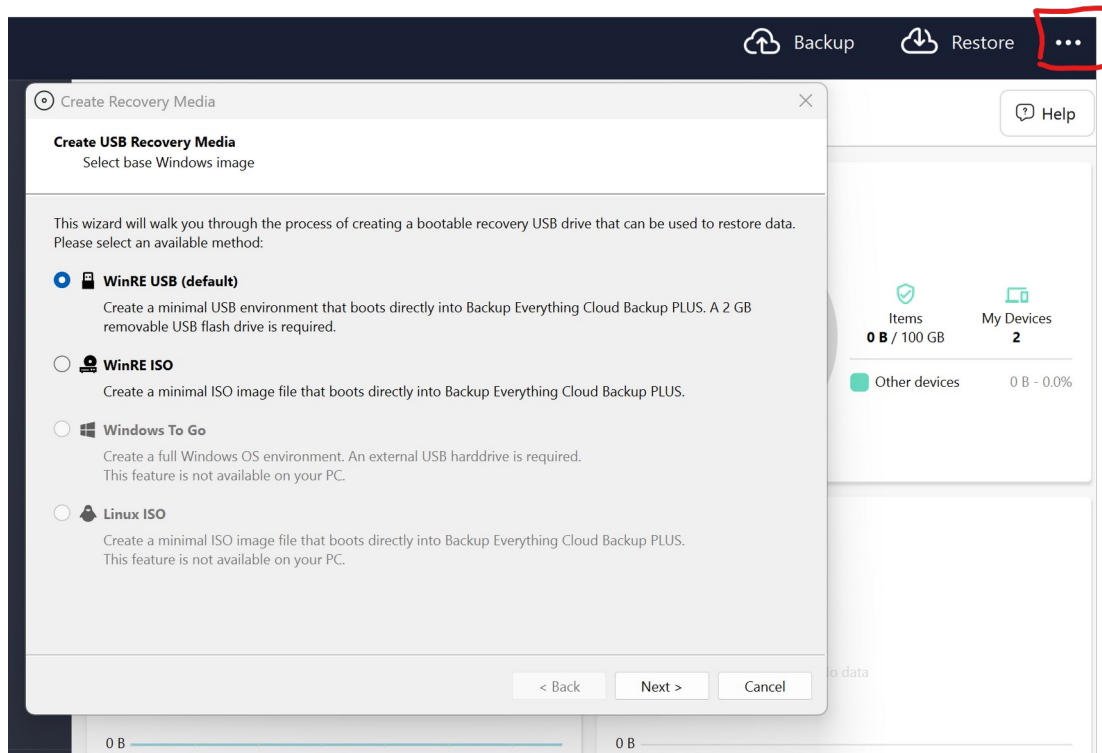 Backup
Restore
Create Recovery Media
Help
Create USB Recovery Media
Select base Windows image
This wizard will walk you through the process of creating a bootable recovery USB drive that can be used to restore data.
Please select an available method:
WinRE USB (default)
Create a minimal USB environment that boots directly into Backup Everything Cloud Backup PLUS. A 2 GB
removable USB flash drive is required.
WinRE ISO
Create a minimal ISO image file that boots directly into Backup Everything Cloud Backup PLUS.
Windows To Go
Create a full Windows OS environment. An external USB harddrive is required.
This feature is not available on your PC.
Linux ISO
Create a minimal ISO image file that boots directly into Backup Everything Cloud Backup PLUS.
This feature is not available on your PC.
< Back
Next >
Cancel
Items
0 B / 100 GB
My Devices
2
Other devices
0 B - 0.0%
data
0 B
0 B